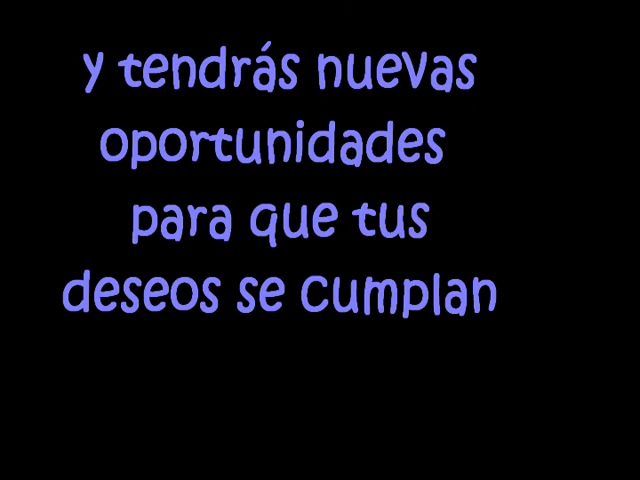 y tendrás nuevas
oportunidades
para que tus
deseos se cumplan